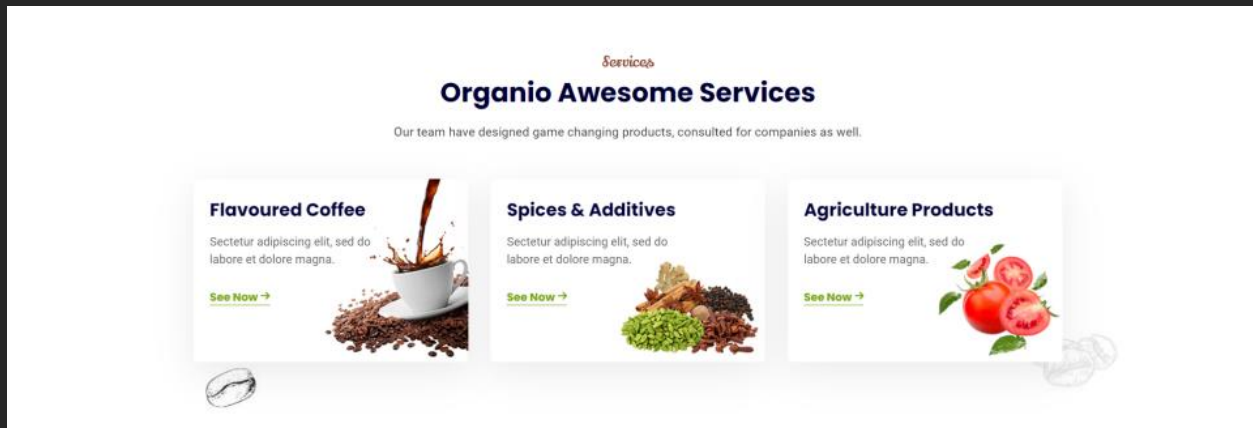 Services
Organio Awesome Services
Our team have designed game changing products, consulted for companies as well.
Flavoured Coffee
Sectetur adipiscing elit, sed do
labore et dolore magna.
See Now →
Spices & Additives
Sectetur adipiscing elit, sed do
labore et dolore magna.
See Now →
Agriculture Products
Sectetur adipiscing elit, sed do
labore et dolore magna.
See Now →